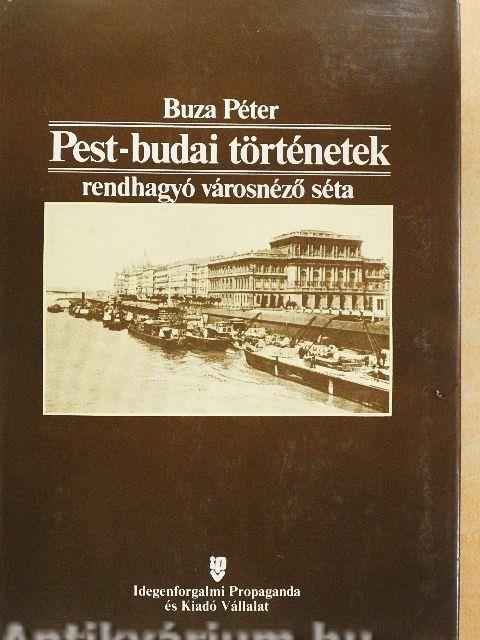 Buza Péter
Pest-budai történetek
rendhagyó városnéző séta
Idegenforgalmi Propaganda
és Kiadó Vállalat
Antikvárium.hu